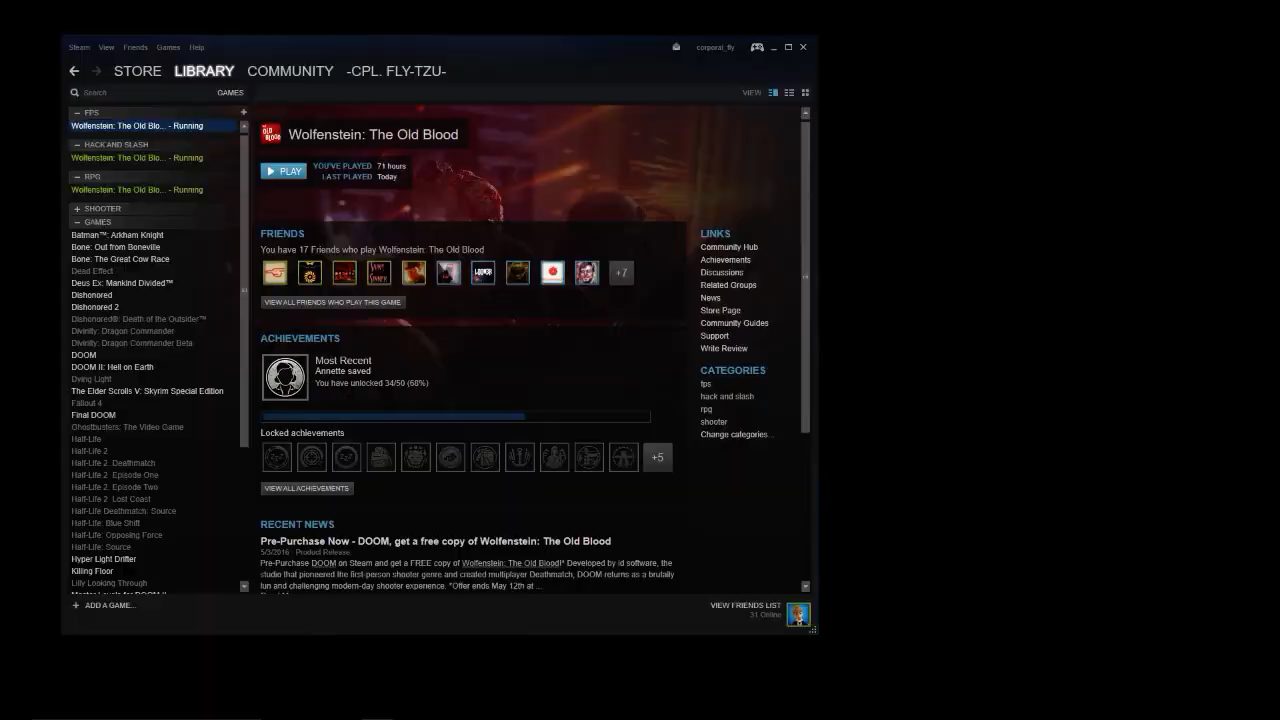 Steam View Friends Games Help
corporal_fly
STORE LIBRARY COMMUNITY -CPL. FLY-TZU-
Search GAMES
VIEW
− FPS +
Wolfenstein: The Old Blo... - Running
− HACK AND SLASH
Wolfenstein: The Old Blo... - Running
− RPG
Wolfenstein: The Old Blo... - Running
+ SHOOTER
− GAMES
Batman™: Arkham Knight
Bone: Out from Boneville
Bone: The Great Cow Race
Dead Effect
Deus Ex: Mankind Divided™
Dishonored
Dishonored 2
Dishonored®: Death of the Outsider™
Divinity: Dragon Commander
Divinity: Dragon Commander Beta
DOOM
DOOM II: Hell on Earth
Dying Light
The Elder Scrolls V: Skyrim Special Edition
Fallout 4
Final DOOM
Ghostbusters: The Video Game
Half-Life
Half-Life 2
Half-Life 2: Deathmatch
Half-Life 2: Episode One
Half-Life 2: Episode Two
Half-Life 2: Lost Coast
Half-Life Deathmatch: Source
Half-Life: Blue Shift
Half-Life: Opposing Force
Half-Life: Source
Hyper Light Drifter
Killing Floor
Lilly Looking Through
+ ADD A GAME...
OLD BLOOD
Wolfenstein: The Old Blood
PLAY
YOU'VE PLAYED 71 hours
LAST PLAYED Today
FRIENDS
You have 17 Friends who play Wolfenstein: The Old Blood
+7
VIEW ALL FRIENDS WHO PLAY THIS GAME
ACHIEVEMENTS
Most Recent
Annette saved
You have unlocked 34/50 (68%)
Locked achievements
+5
VIEW ALL ACHIEVEMENTS
RECENT NEWS
Pre-Purchase Now - DOOM, get a free copy of Wolfenstein: The Old Blood
5/3/2016 Product Release
Pre-Purchase DOOM on Steam and get a FREE copy of Wolfenstein: The Old Blood!* Developed by id software, the
studio that pioneered the first-person shooter genre and created multiplayer Deathmatch, DOOM returns as a brutally
fun and challenging modern-day shooter experience. *Offer ends May 12th at ...
LINKS
Community Hub
Achievements
Discussions
Related Groups
News
Store Page
Community Guides
Support
Write Review
CATEGORIES
fps
hack and slash
rpg
shooter
Change categories...
VIEW FRIENDS LIST
31 Online